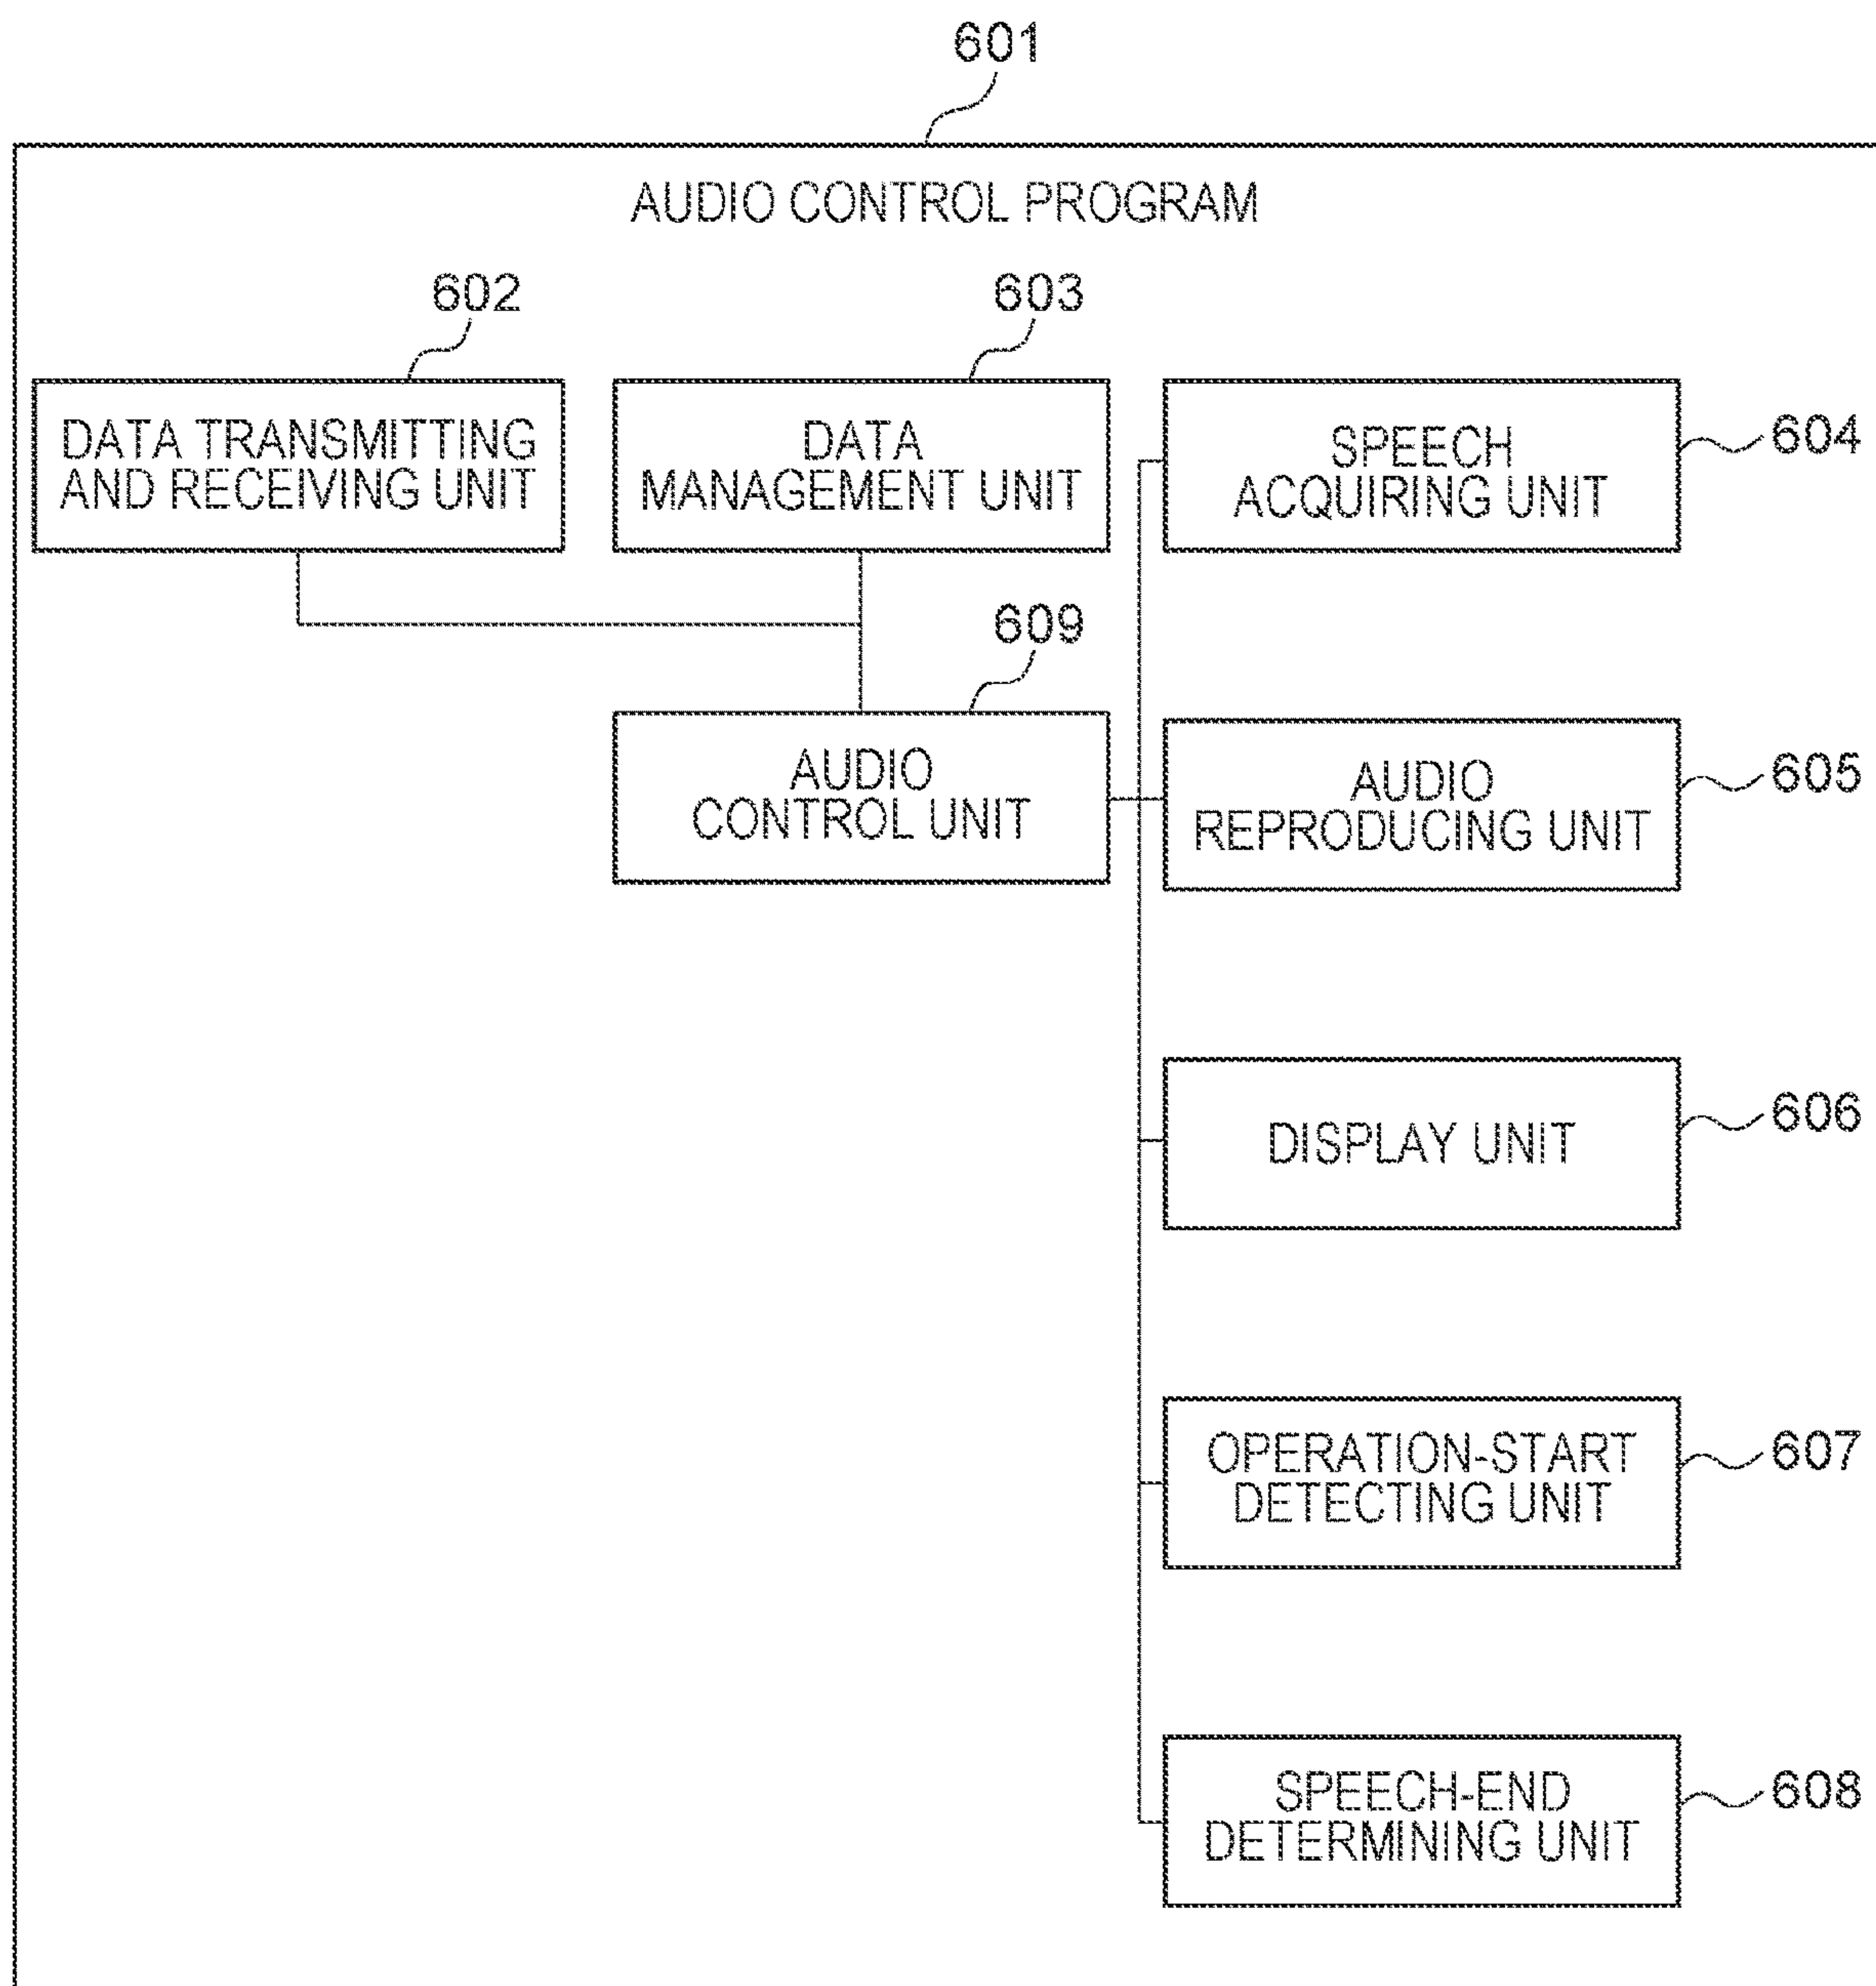 601
AUDIO CONTROL PROGRAM
602
603
DATA TRANSMITTING
AND RECEIVING UNIT
DATA
MANAGEMENT UNIT
SPEECH
ACQUIRING UNIT
604
609
AUDIO
CONTROL UNIT
AUDIO
REPRODUCING UNIT
605
DISPLAY UNIT
606
OPERATION-START
DETECTING UNIT
607
SPEECH-END
DETERMINING UNIT
608